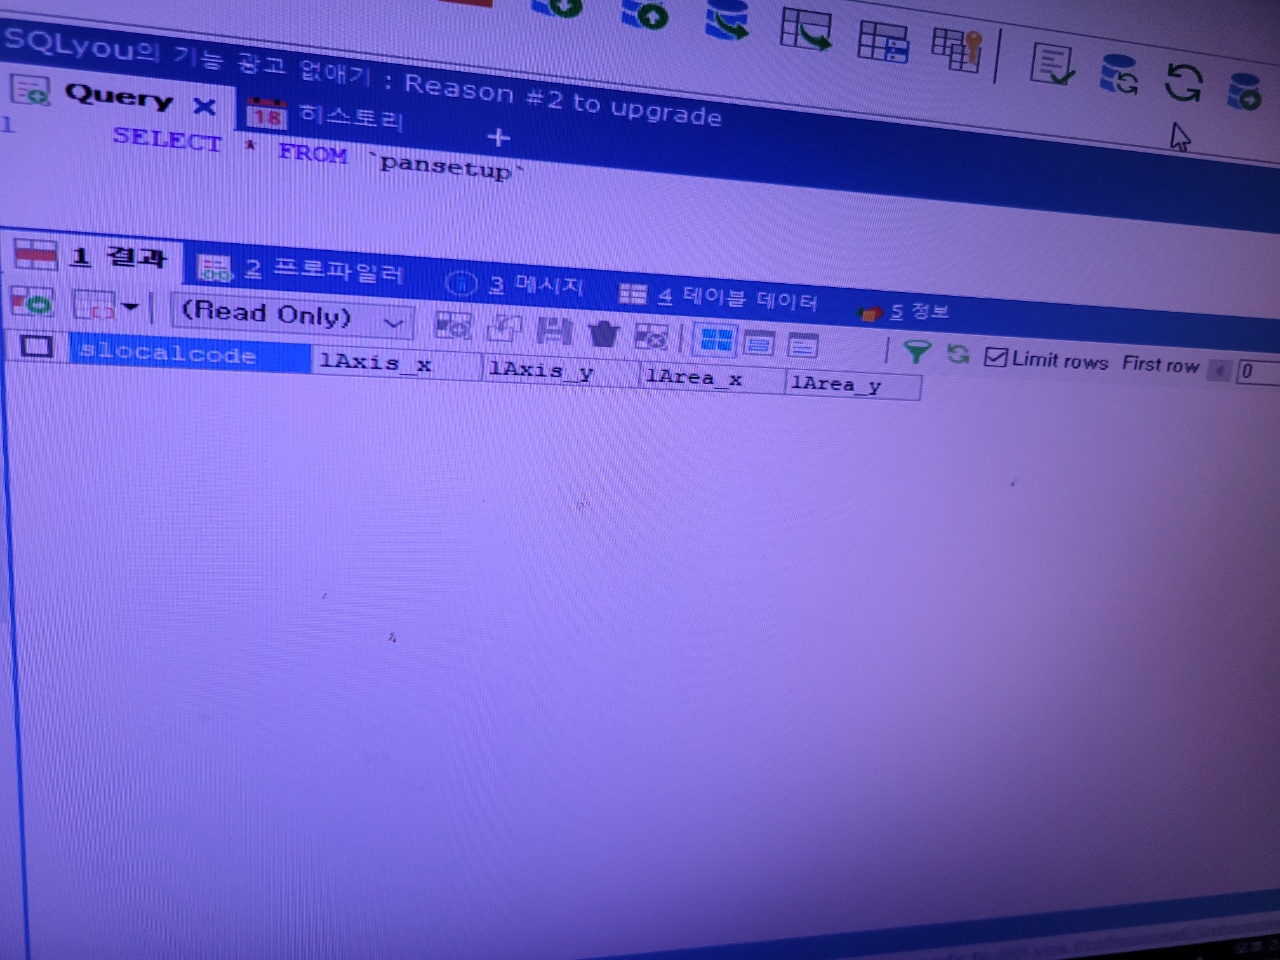 SQLyou의 기능 광고 없애기 : Reason #2 to upgrade
Query
18 히스토리
1 SELECT * FROM `pansetup`
1 결과 2 프로파일러 3 메시지 4 테이블 데이터 5 정보
(Read Only) Limit rows First row 0
slocalcode lAxis_x lAxis_y lArea_x lArea_y
오후